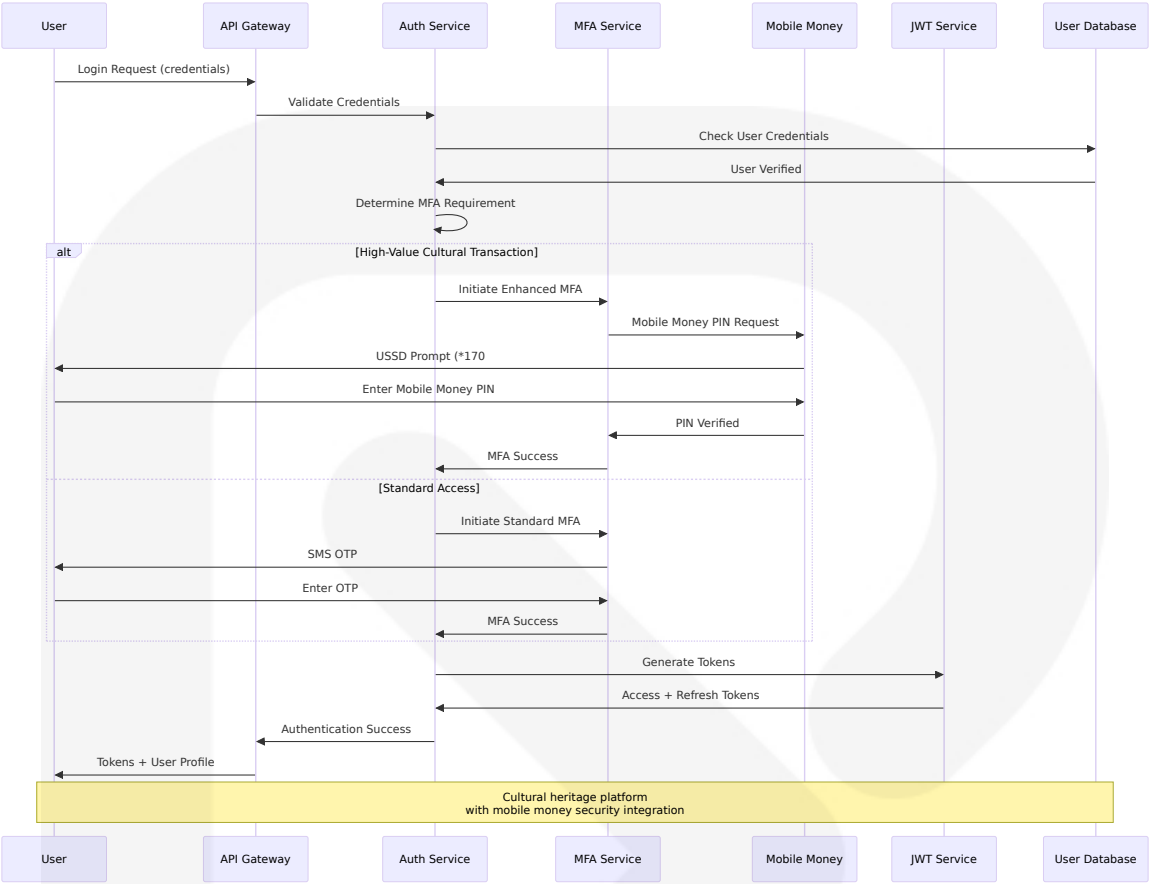 User
API Gateway
Auth Service
MFA Service
Mobile Money
JWT Service
User Database
Login Request (credentials)
Validate Credentials
Check User Credentials
User Verified
Determine MFA Requirement
alt
[High-Value Cultural Transaction]
Initiate Enhanced MFA
Mobile Money PIN Request
USSD Prompt (*170
Enter Mobile Money PIN
PIN Verified
MFA Success
[Standard Access]
Initiate Standard MFA
SMS OTP
Enter OTP
MFA Success
Generate Tokens
Access + Refresh Tokens
Authentication Success
Tokens + User Profile
Cultural heritage platform
with mobile money security integration
User
API Gateway
Auth Service
MFA Service
Mobile Money
JWT Service
User Database